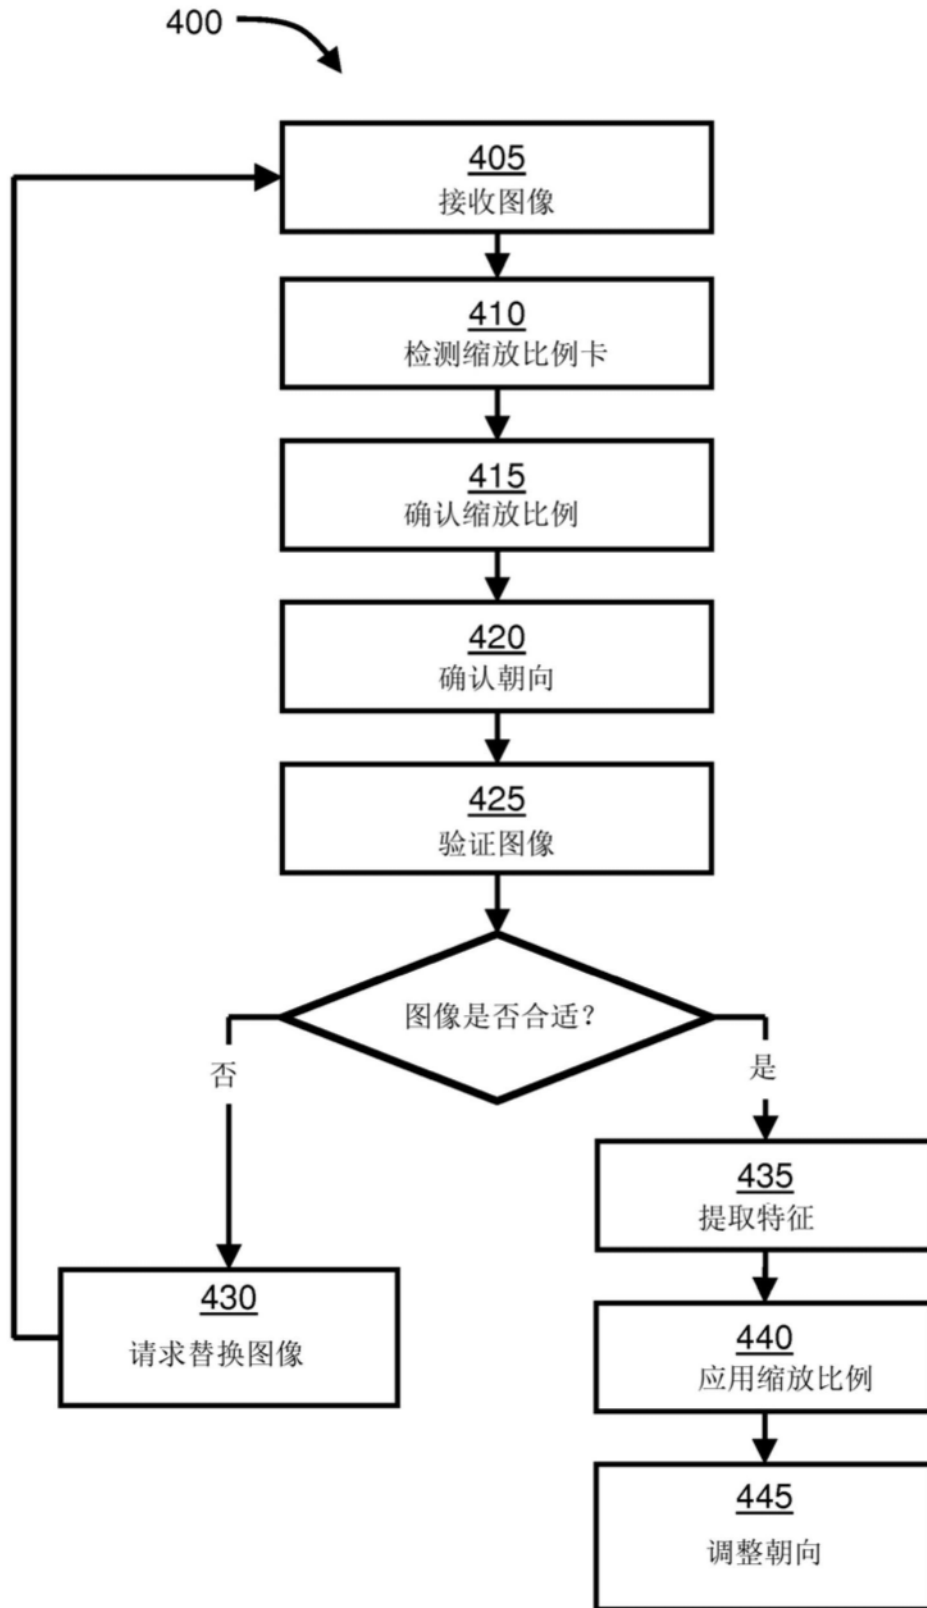 400
405
接收图像
410
检测缩放比例卡
415
确认缩放比例
420
确认朝向
425
验证图像
图像是否合适？
否
是
435
提取特征
430
请求替换图像
440
应用缩放比例
445
调整朝向